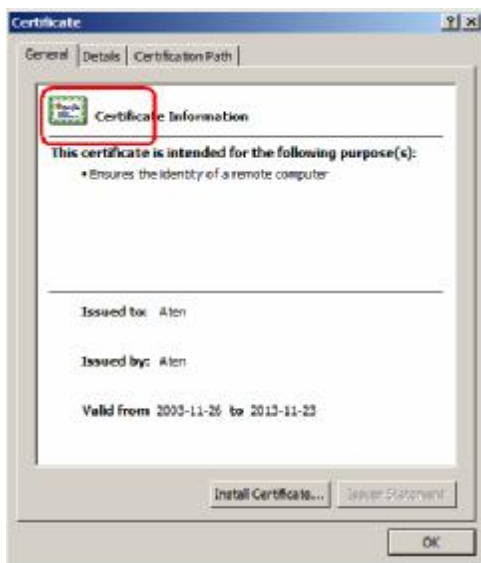 Certificate
General Details Certification Path
Certificate Information
This certificate is intended for the following purpose(s):
• Ensures the identity of a remote computer
Issued to: Aten
Issued by: Aten
Valid from 2003-11-26 to 2013-11-23
Install Certificate... Issuer Statement
OK